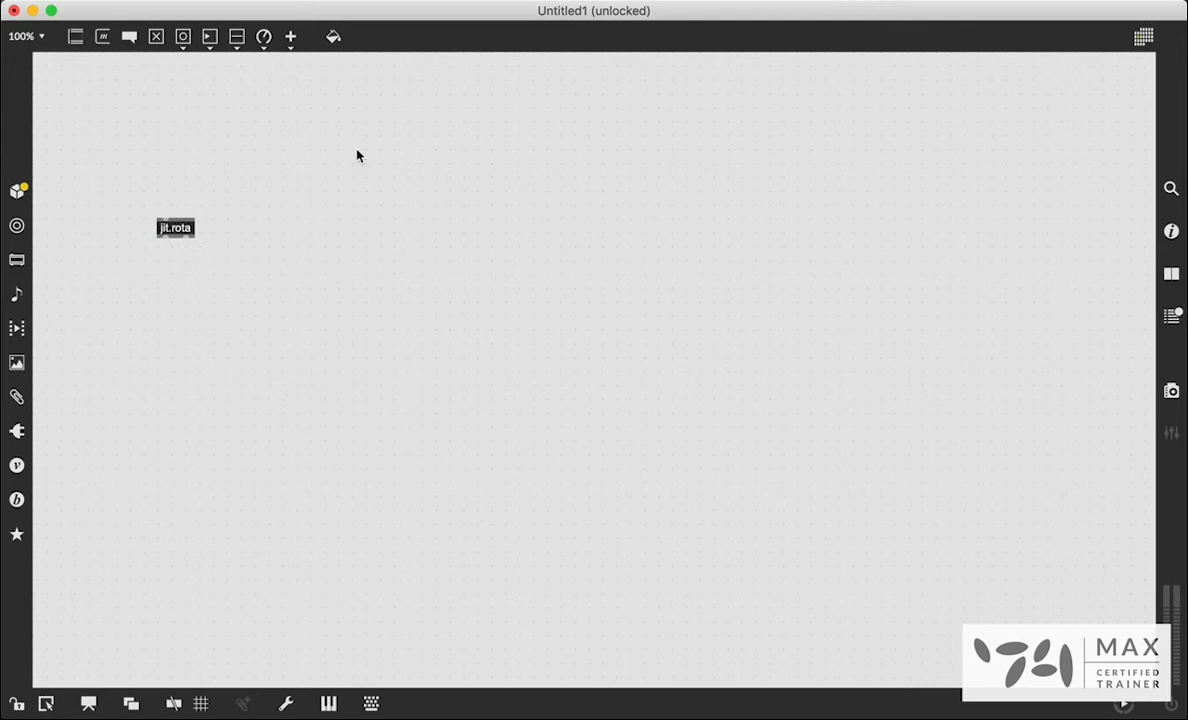 Untitled1 (unlocked)
100%
jit.rota
MAX
CERTIFIED
TRAINER